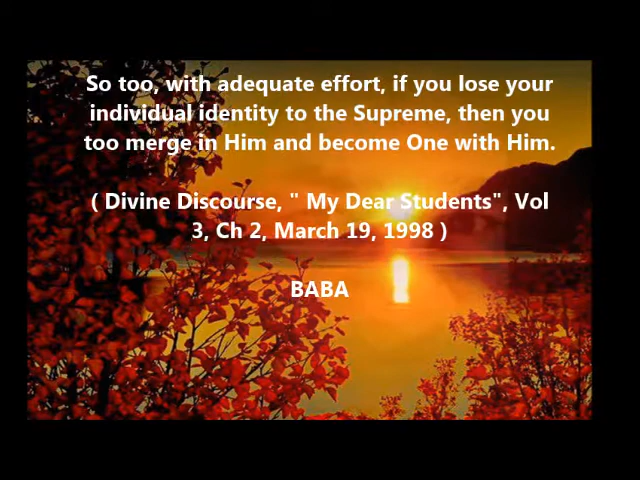 So too, with adequate effort, if you lose your
individual identity to the Supreme, then you
too merge in Him and become One with Him.
( Divine Discourse, " My Dear Students", Vol
3, Ch 2, March 19, 1998 )
BABA